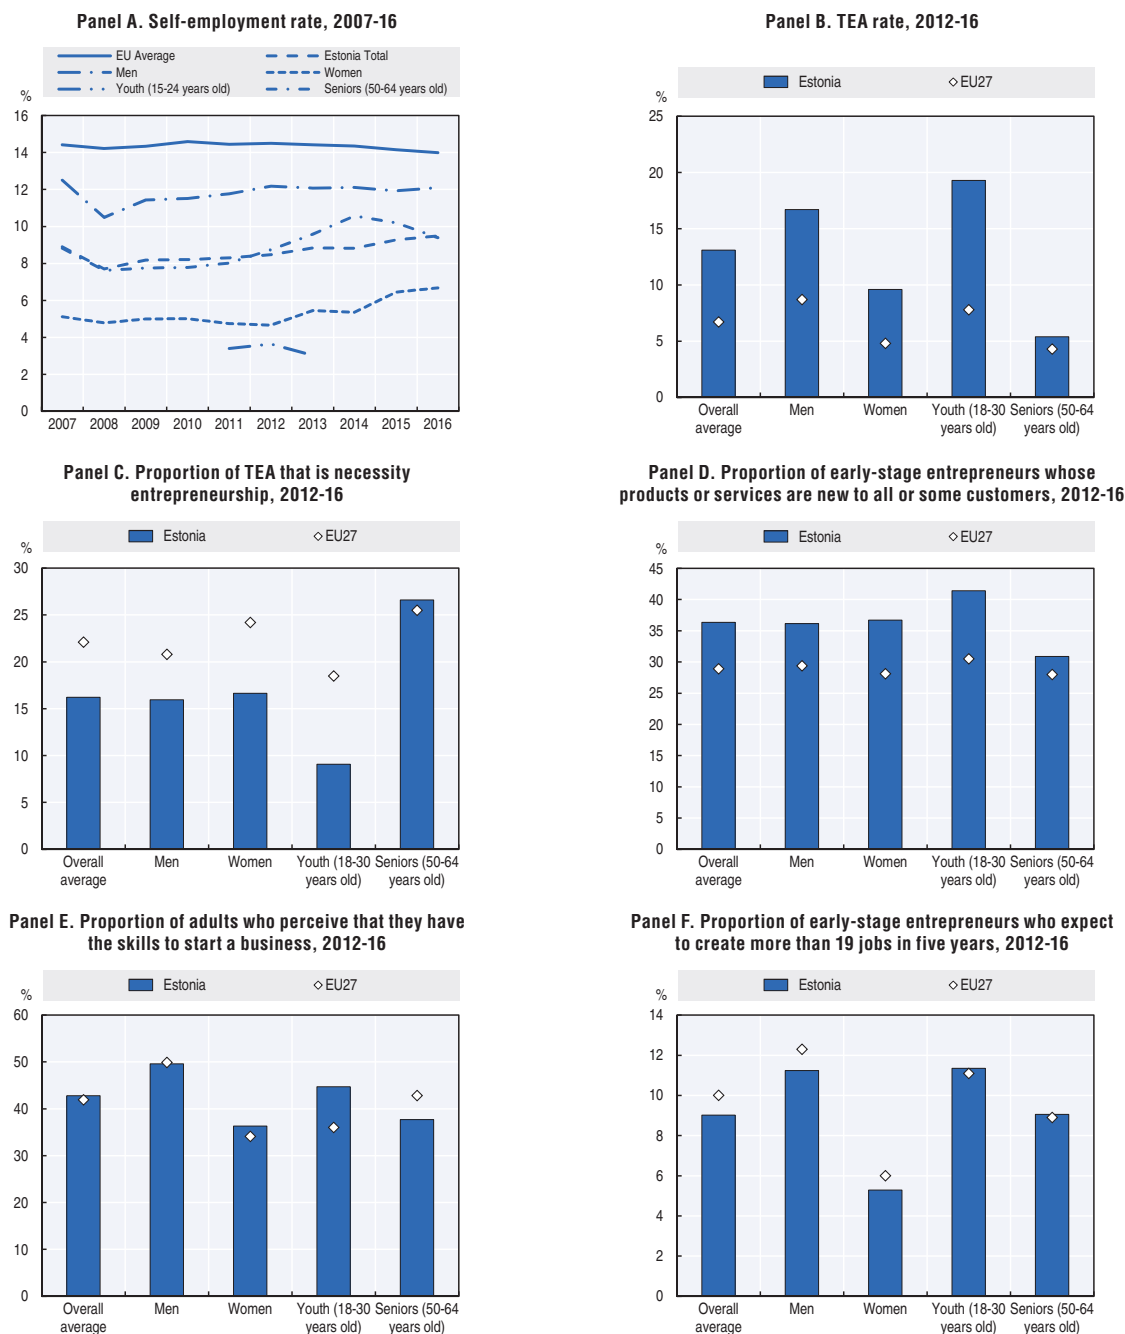 Panel A. Self-employment rate, 2007-16
EU Average
Estonia Total
Men
Women
Youth (15-24 years old)
Seniors (50-64 years old)
%
16
14
12
10
8
6
4
2
0
2007 2008 2009 2010 2011 2012 2013 2014 2015 2016
Panel B. TEA rate, 2012-16
Estonia
EU27
25
20
15
10
5
0
Overall average
Men
Women
Youth (18-30 years old)
Seniors (50-64 years old)
Panel C. Proportion of TEA that is necessity
entrepreneurship, 2012-16
Estonia
EU27
%
30
25
20
15
10
5
0
Overall average
Men
Women
Youth (18-30 years old)
Seniors (50-64 years old)
Panel D. Proportion of early-stage entrepreneurs whose
products or services are new to all or some customers, 2012-16
Estonia
EU27
%
45
40
35
30
25
20
15
10
5
0
Overall average
Men
Women
Youth (18-30 years old)
Seniors (50-64 years old)
Panel E. Proportion of adults who perceive that they have
the skills to start a business, 2012-16
Estonia
EU27
%
60
50
40
30
20
10
0
Overall average
Men
Women
Youth (18-30 years old)
Seniors (50-64 years old)
Panel F. Proportion of early-stage entrepreneurs who expect
to create more than 19 jobs in five years, 2012-16
Estonia
EU27
%
14
12
10
8
6
4
2
0
Overall average
Men
Women
Youth (18-30 years old)
Seniors (50-64 years old)